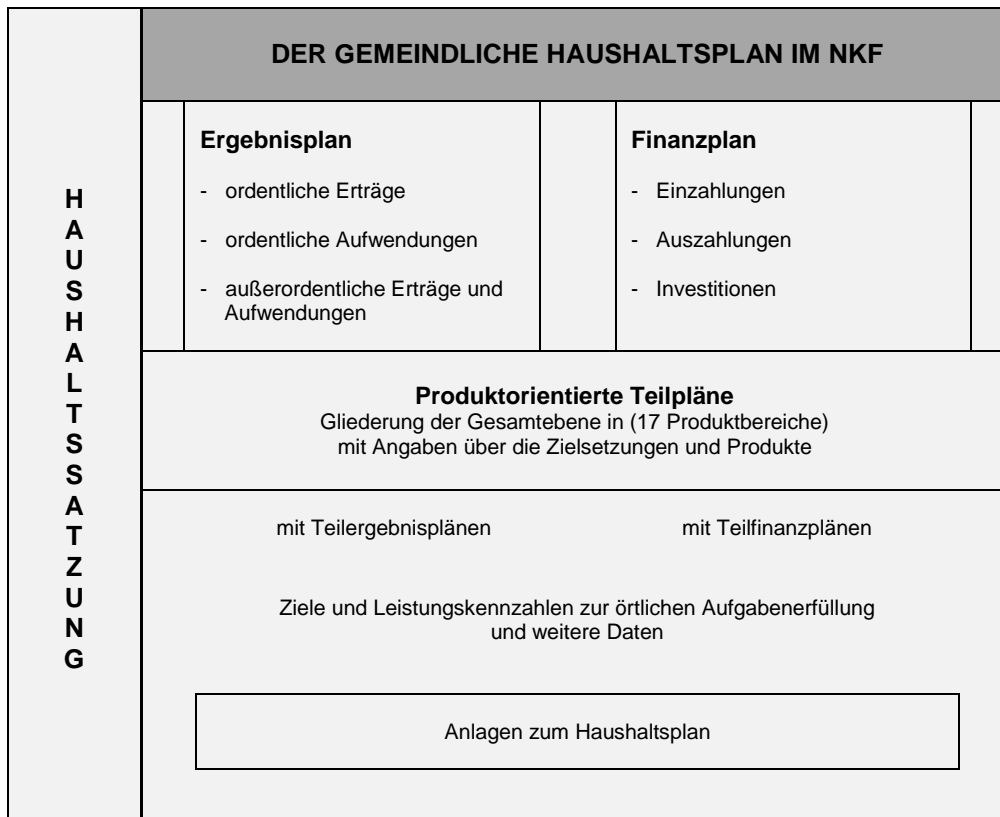 HAUSHALTSSATZUNG
DER GEMEINDLICHE HAUSHALTSPLAN IM NKF
Ergebnisplan
- ordentliche Erträge
- ordentliche Aufwendungen
- außerordentliche Erträge und
Aufwendungen
Finanzplan
- Einzahlungen
- Auszahlungen
- Investitionen
Produktorientierte Teilpläne
Gliederung der Gesamtebene in (17 Produktbereiche)
mit Angaben über die Zielsetzungen und Produkte
mit Teilergebnisplänen
mit Teilfinanzplänen
Ziele und Leistungskennzahlen zur örtlichen Aufgabenerfüllung
und weitere Daten
Anlagen zum Haushaltsplan